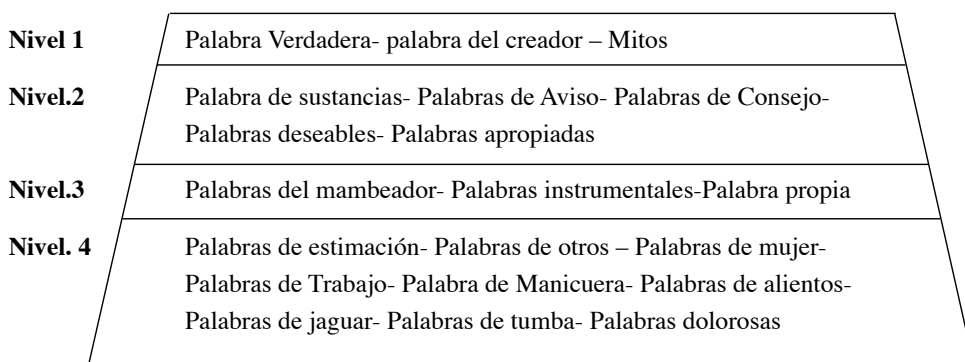 Nivel 1 Palabra Verdadera- palabra del creador – Mitos
Nivel.2 Palabra de sustancias- Palabras de Aviso- Palabras de Consejo-
Palabras deseables- Palabras apropiadas
Nivel.3 Palabras del mambeador- Palabras instrumentales-Palabra propia
Nivel. 4 Palabras de estimación- Palabras de otros – Palabras de mujer-
Palabras de Trabajo- Palabra de Manicuera- Palabras de alientos-
Palabras de jaguar- Palabras de tumba- Palabras dolorosas